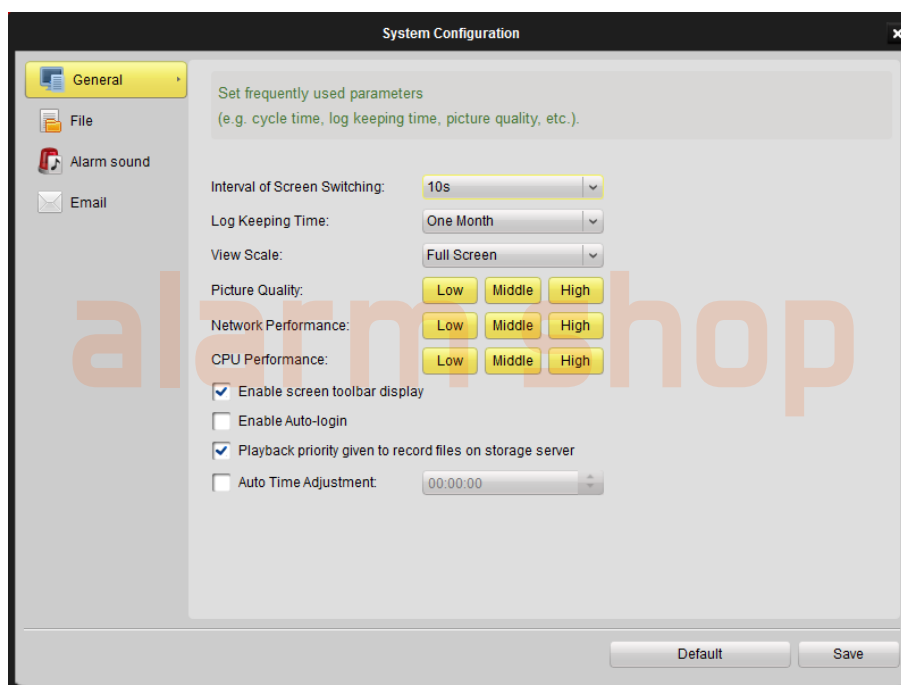 System Configuration
General
File
Alarm sound
Email
Set frequently used parameters
(e.g. cycle time, log keeping time, picture quality, etc.).
Interval of Screen Switching: 10s
Log Keeping Time: One Month
View Scale: Full Screen
Picture Quality: Low Middle High
Network Performance: Low Middle High
CPU Performance: Low Middle High
Enable screen toolbar display
Enable Auto-login
Playback priority given to record files on storage server
Auto Time Adjustment: 00:00:00
alarm shop
Default Save